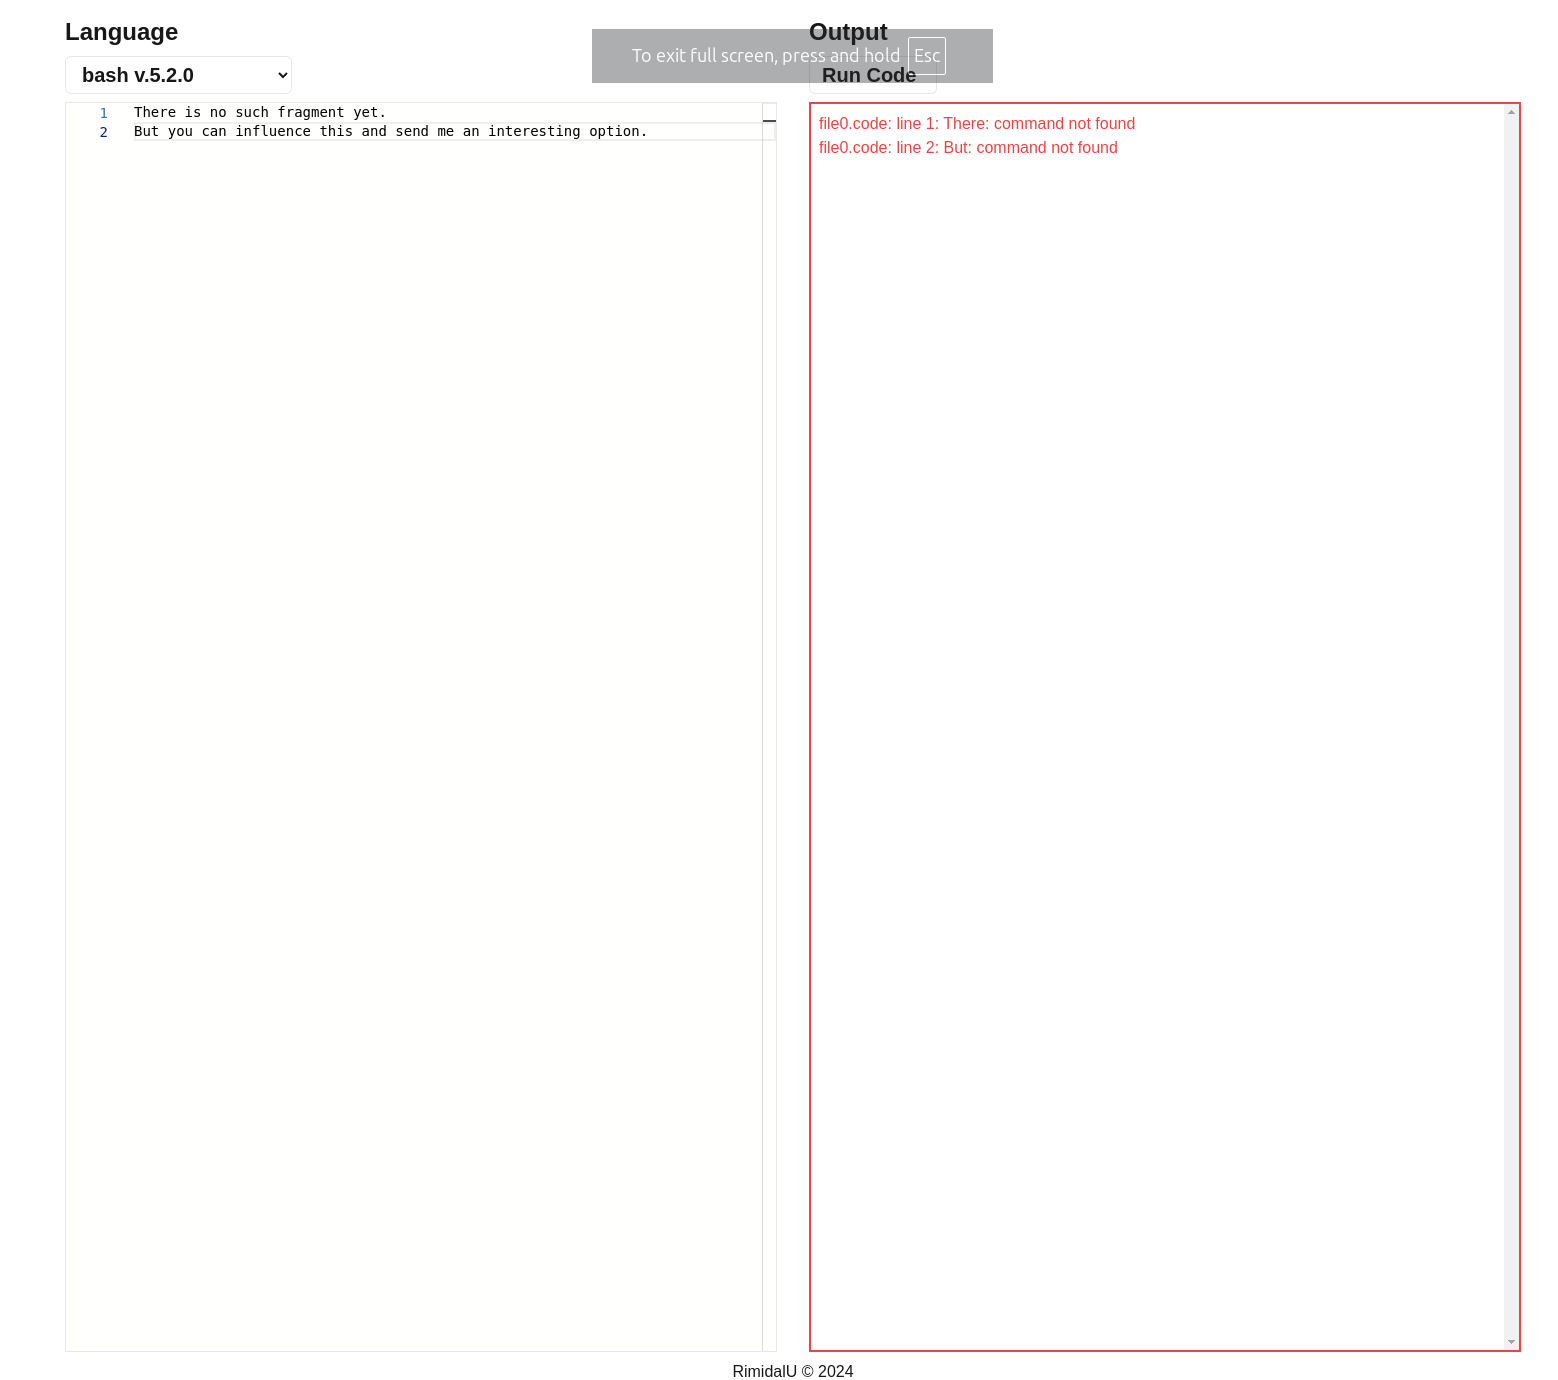 Language
Output
To exit full screen, press and hold Esc
bash v.5.2.0
Run Code
1 There is no such fragment yet.
2 But you can influence this and send me an interesting option.
file0.code: line 1: There: command not found
file0.code: line 2: But: command not found
RimidalU © 2024